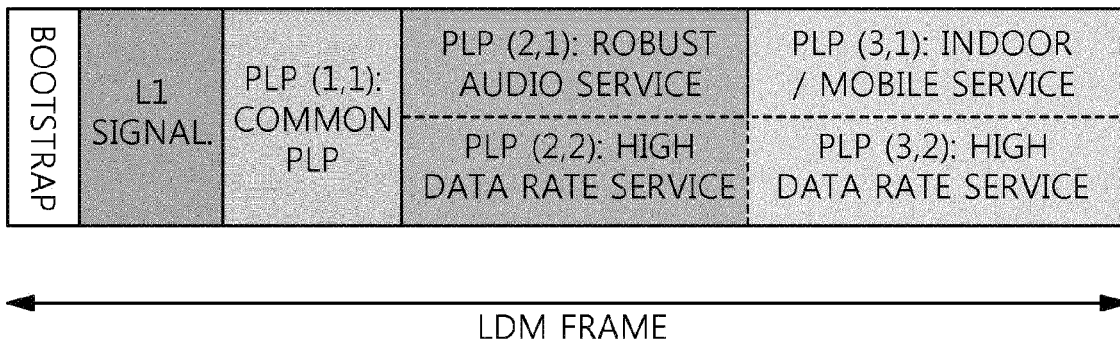 BOOTSTRAP
L1
SIGNAL.
PLP (1,1):
COMMON
PLP
PLP (2,1): ROBUST
AUDIO SERVICE
PLP (2,2): HIGH
DATA RATE SERVICE
PLP (3,1): INDOOR
/ MOBILE SERVICE
PLP (3,2): HIGH
DATA RATE SERVICE
LDM FRAME